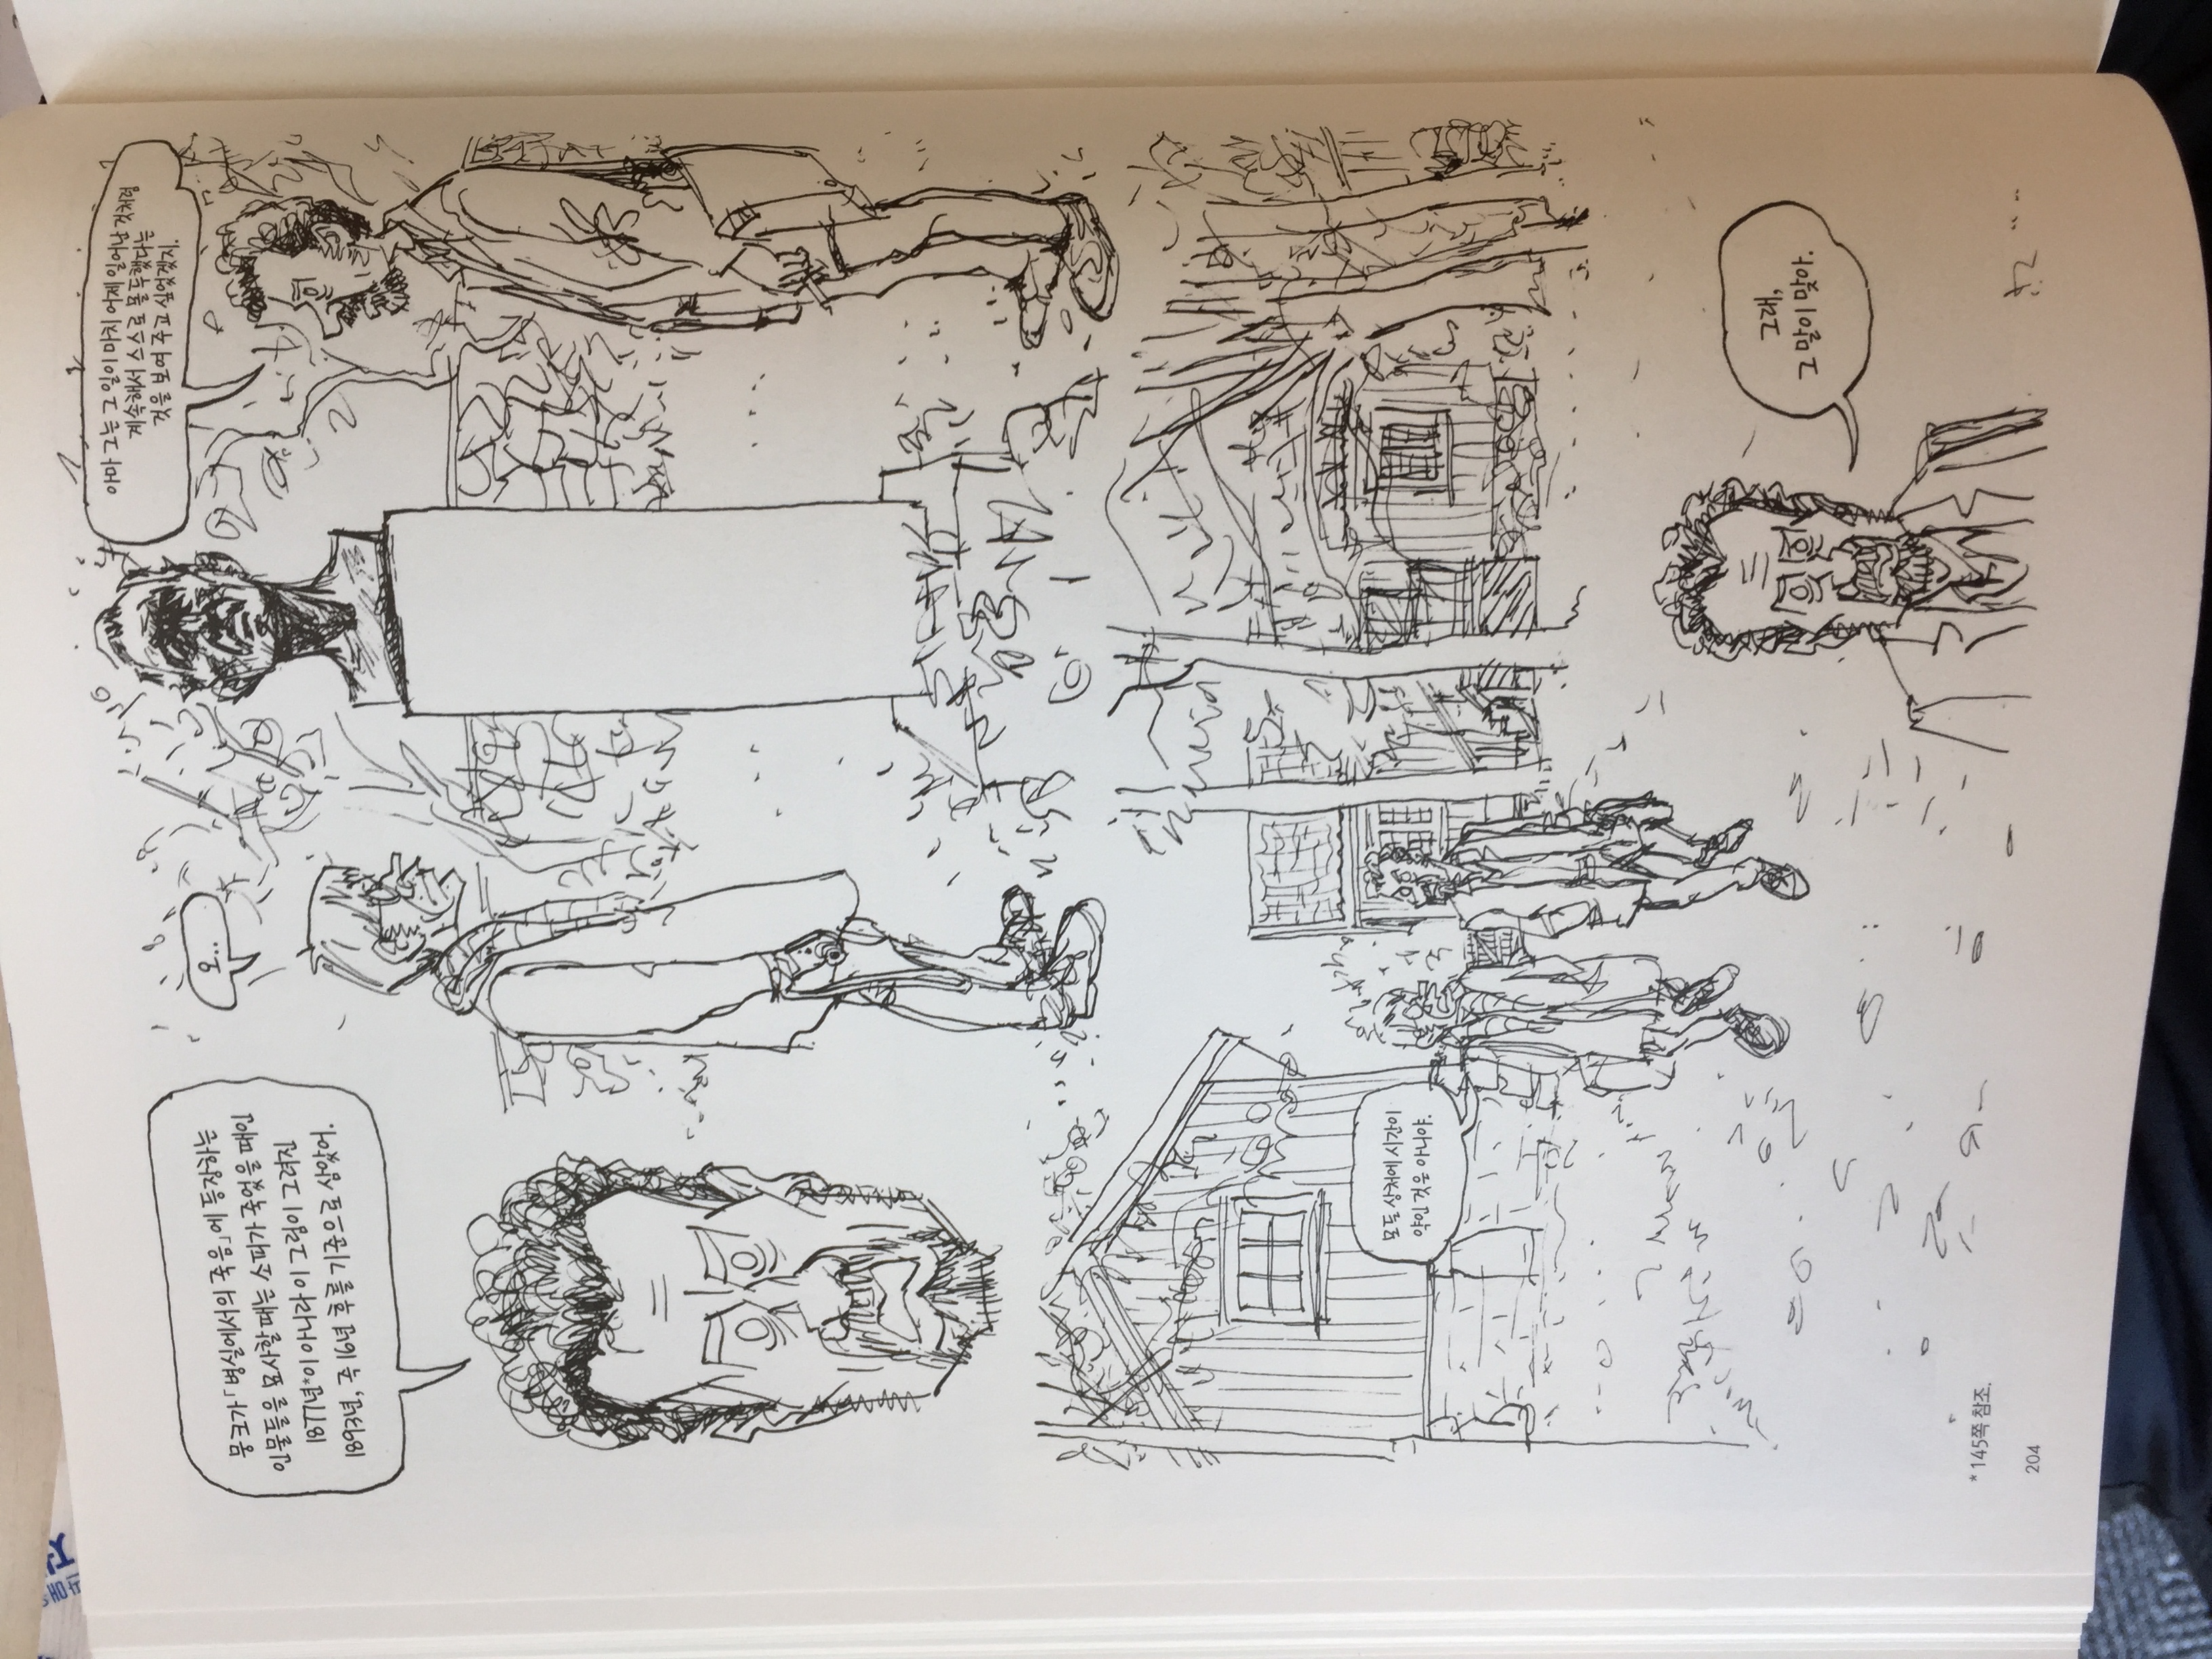 뭉크가 「병실에서의 죽음」에 등장하는
인물들을 묘사할 때는 소피가 죽었을 때인
1877년*이 아니라 이 그림이 그려진
1893년, 즉 16년 후를 기준으로 삼았어.
오..
아마 그는 그 일이 마치 어제 일어난 것처럼
계속해서 스스로 몰두했다는
것을 보여 주고 싶었겠지.
모든 상처에 시간이
약인 것은 아니야.
그래,
그 말이 맞아.
* 145쪽 참조.
204